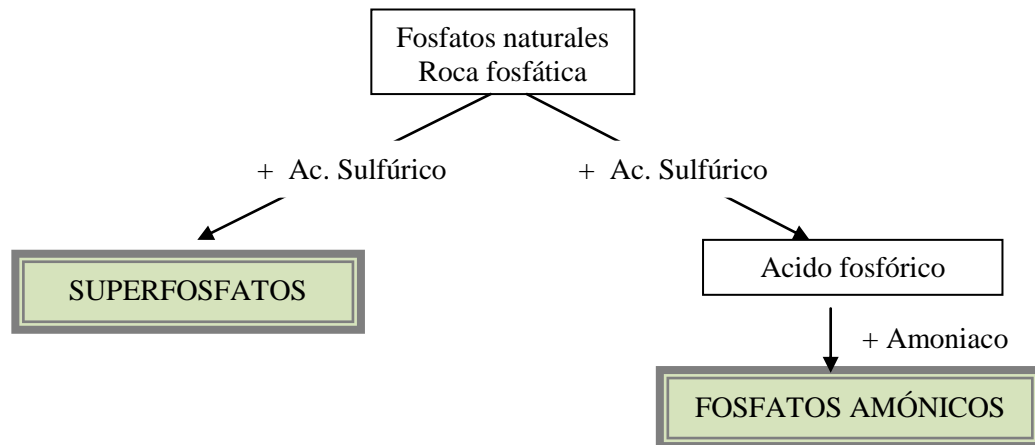 Fosfatos naturales
Roca fosfática
+ Ac. Sulfúrico
+ Ac. Sulfúrico
SUPERFOSFATOS
Acido fosfórico
+ Amoniaco
FOSFATOS AMÓNICOS